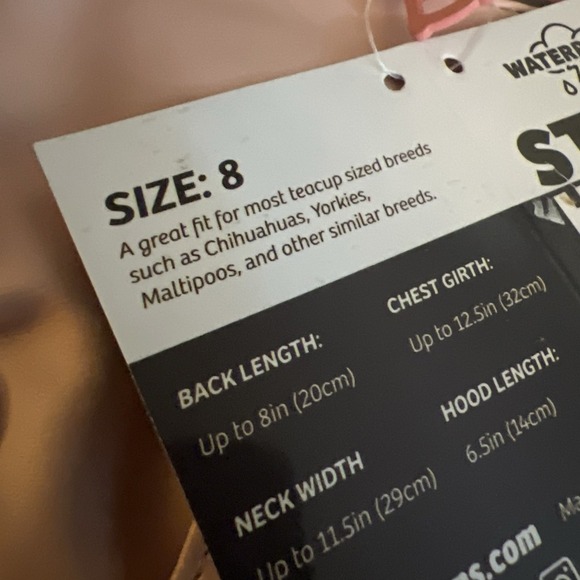 SIZE: 8
A great fit for most teacup sized breeds
such as Chihuahuas, Yorkies,
Maltipoos, and other similar breeds.
BACK LENGTH:
Up to 8in (20cm)
CHEST GIRTH:
Up to 12.5in (32cm)
NECK WIDTH
Up to 11.5in (29cm)
HOOD LENGTH:
6.5in (14cm)